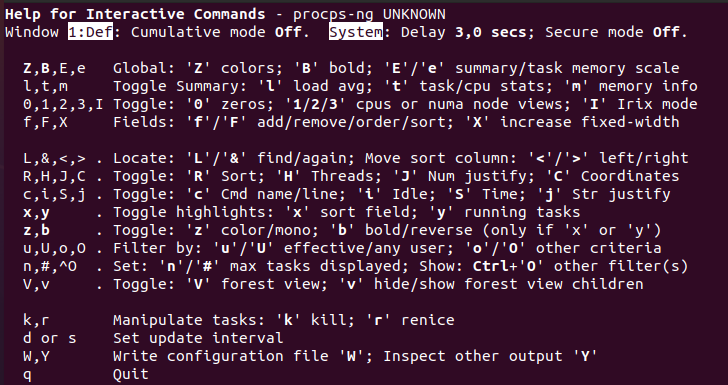 Help for Interactive Commands - procps-ng UNKNOWN
Window 1:Def: Cumulative mode Off.  System: Delay 3,0 secs; Secure mode Off.

  Z,B,E,e   Global: 'Z' colors; 'B' bold; 'E'/'e' summary/task memory scale
  l,t,m     Toggle Summary: 'l' load avg; 't' task/cpu stats; 'm' memory info
  0,1,2,3,I Toggle: '0' zeros; '1/2/3' cpus or numa node views; 'I' Irix mode
  f,F,X     Fields: 'f'/'F' add/remove/order/sort; 'X' increase fixed-width

  L,&,<,> . Locate: 'L'/'&' find/again; Move sort column: '<'/'>' left/right
  R,H,J,C . Toggle: 'R' Sort; 'H' Threads; 'J' Num justify; 'C' Coordinates
  c,i,S,j . Toggle: 'c' Cmd name/line; 'i' Idle; 'S' Time; 'j' Str justify
  x,y     . Toggle highlights: 'x' sort field; 'y' running tasks
  z,b     . Toggle: 'z' color/mono; 'b' bold/reverse (only if 'x' or 'y')
  u,U,o,O . Filter by: 'u'/'U' effective/any user; 'o'/'O' other criteria
  n,#,^O  . Set: 'n'/'#' max tasks displayed; Show: Ctrl+'O' other filter(s)
  V,v     . Toggle: 'V' forest view; 'v' hide/show forest view children

  k,r       Manipulate tasks: 'k' kill; 'r' renice
  d or s    Set update interval
  W,Y       Write configuration file 'W'; Inspect other output 'Y'
  q         Quit